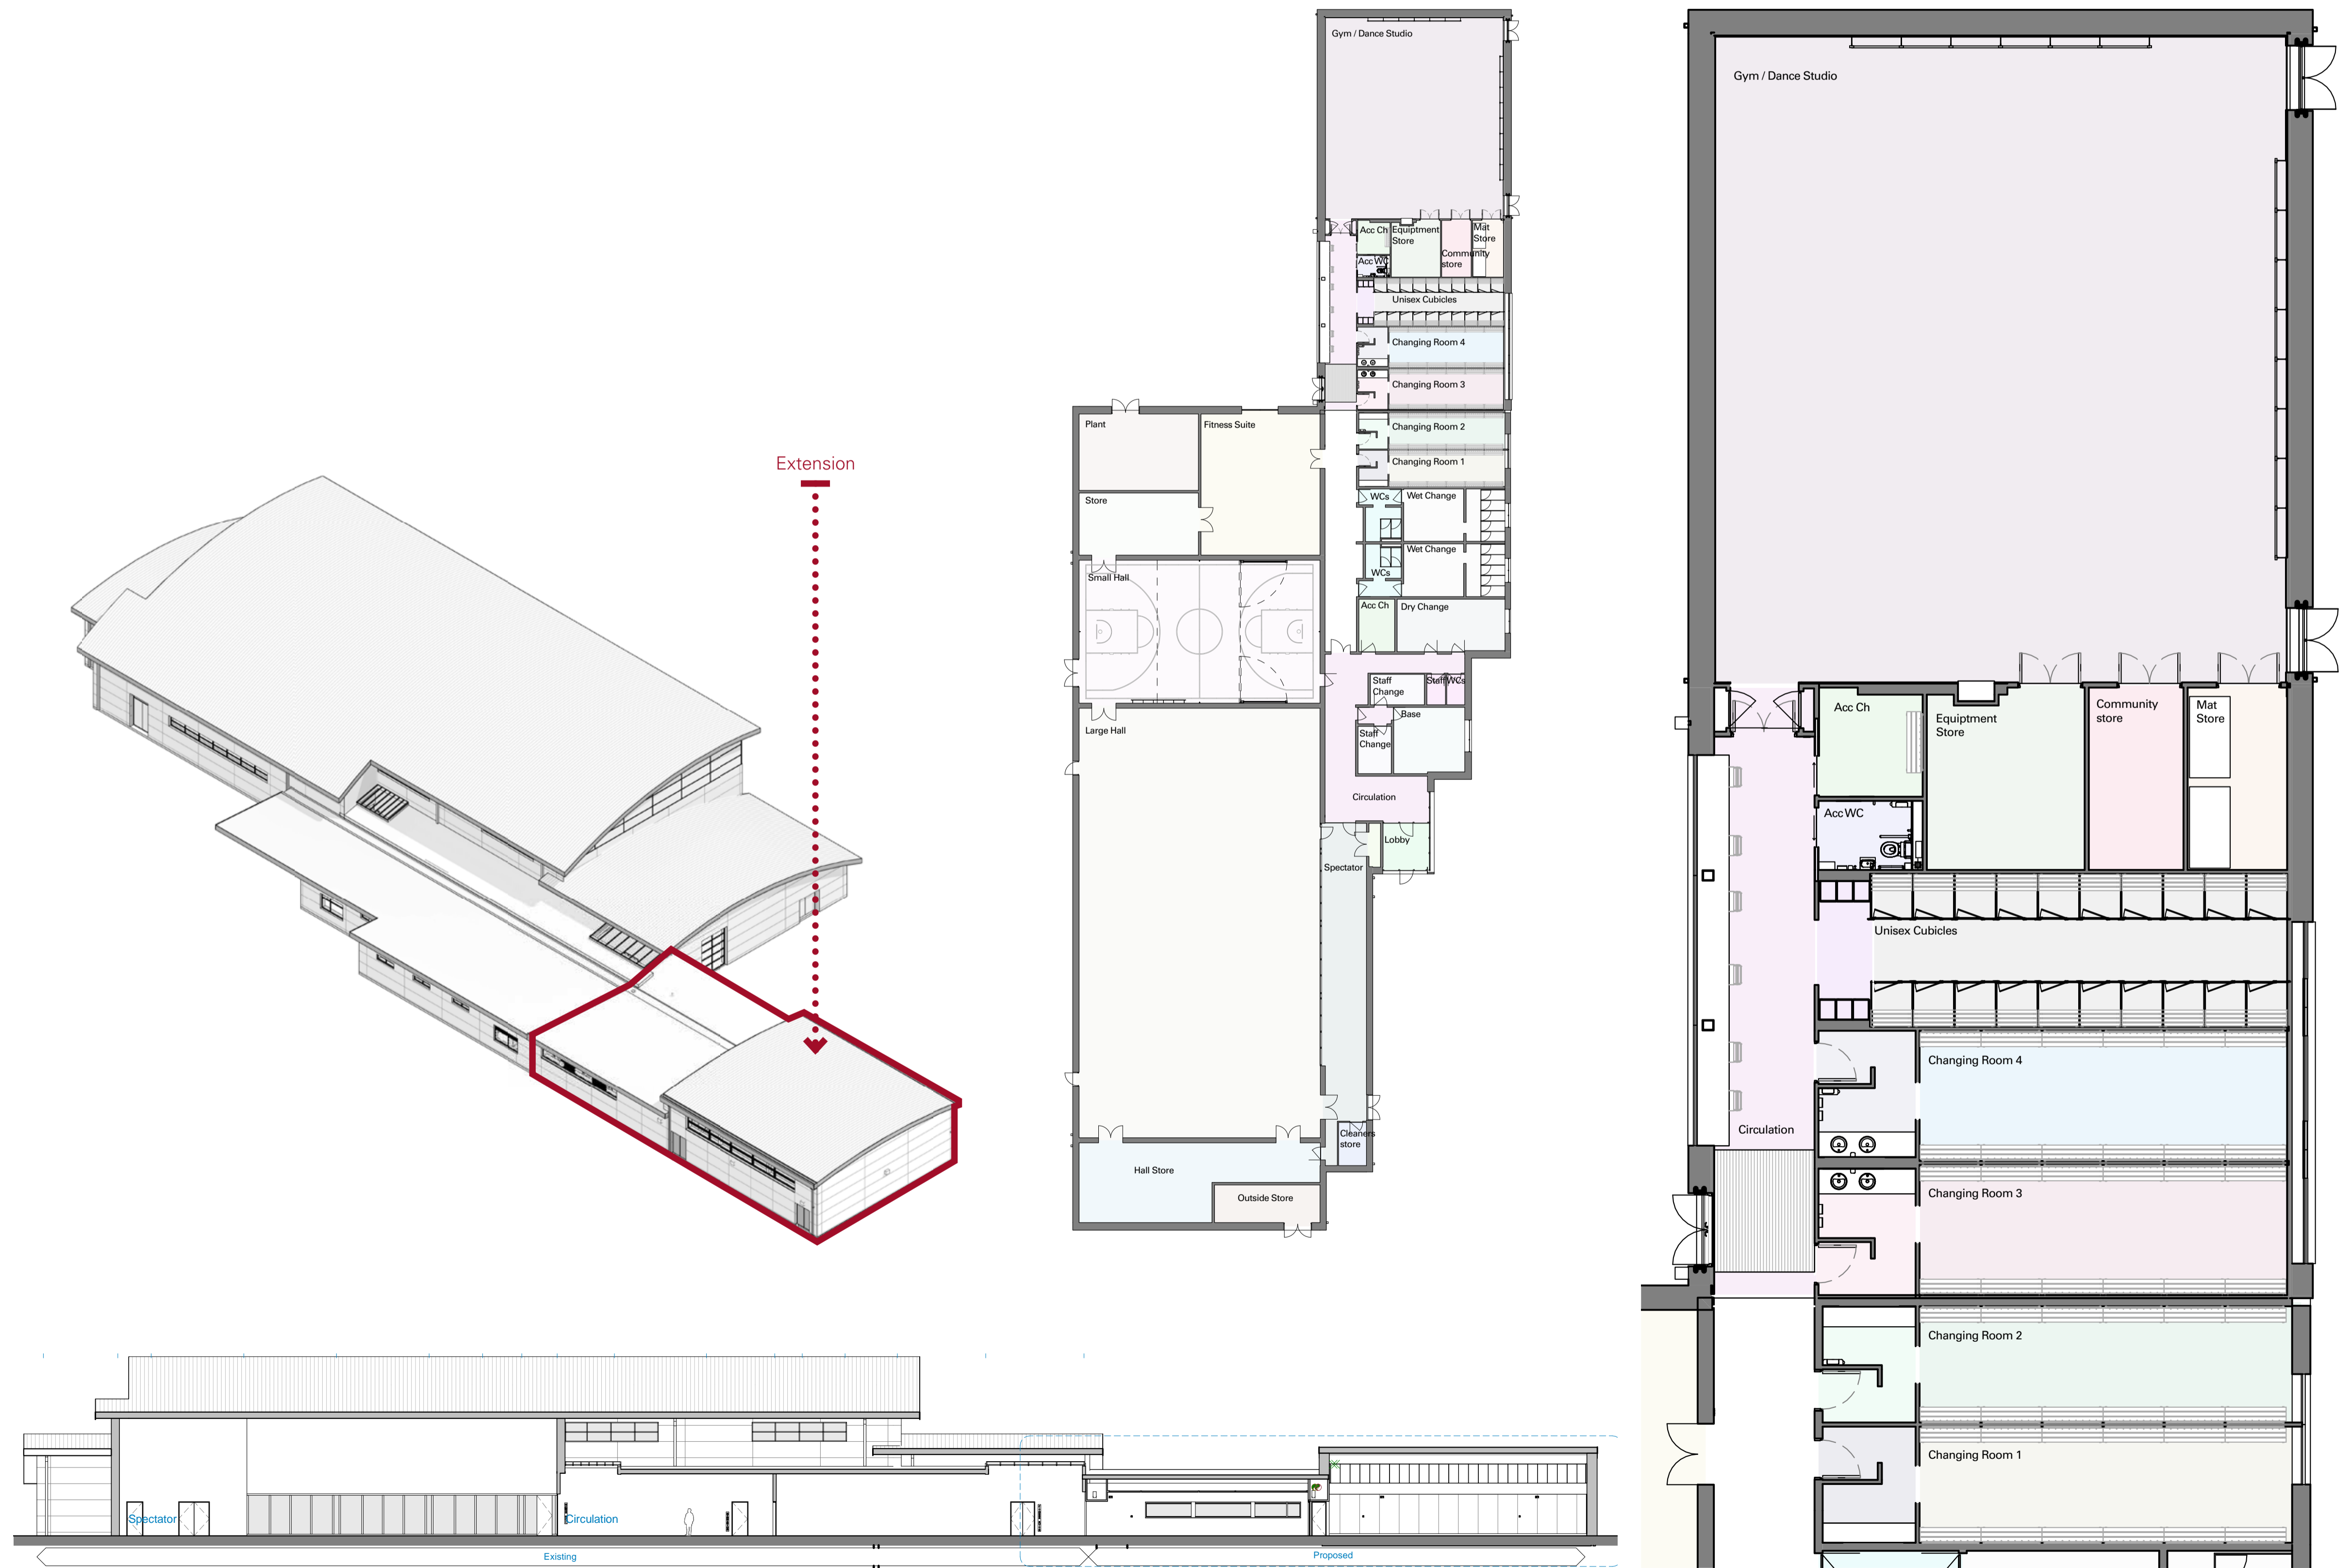 Extension
Gym / Dance Studio
Acc Ch
Equiptment
Store
Mat
Store
Community
store
Acc WC
Unisex Cubicles
Changing Room 4
Changing Room 3
Changing Room 2
Changing Room 1
Plant
Fitness Suite
Store
WCs
Wet Change
Wet Change
WCs
Small Hall
Acc Ch
Dry Change
Staff
Change
Staff WCs
Base
Staff
Change
Large Hall
Circulation
Lobby
Spectator
Cleaners
store
Hall Store
Outside Store
Gym / Dance Studio
Acc Ch
Equiptment
Store
Community
store
Mat
Store
Acc WC
Unisex Cubicles
Changing Room 4
Circulation
Changing Room 3
Changing Room 2
Changing Room 1
Spectator
Circulation
Existing
Proposed